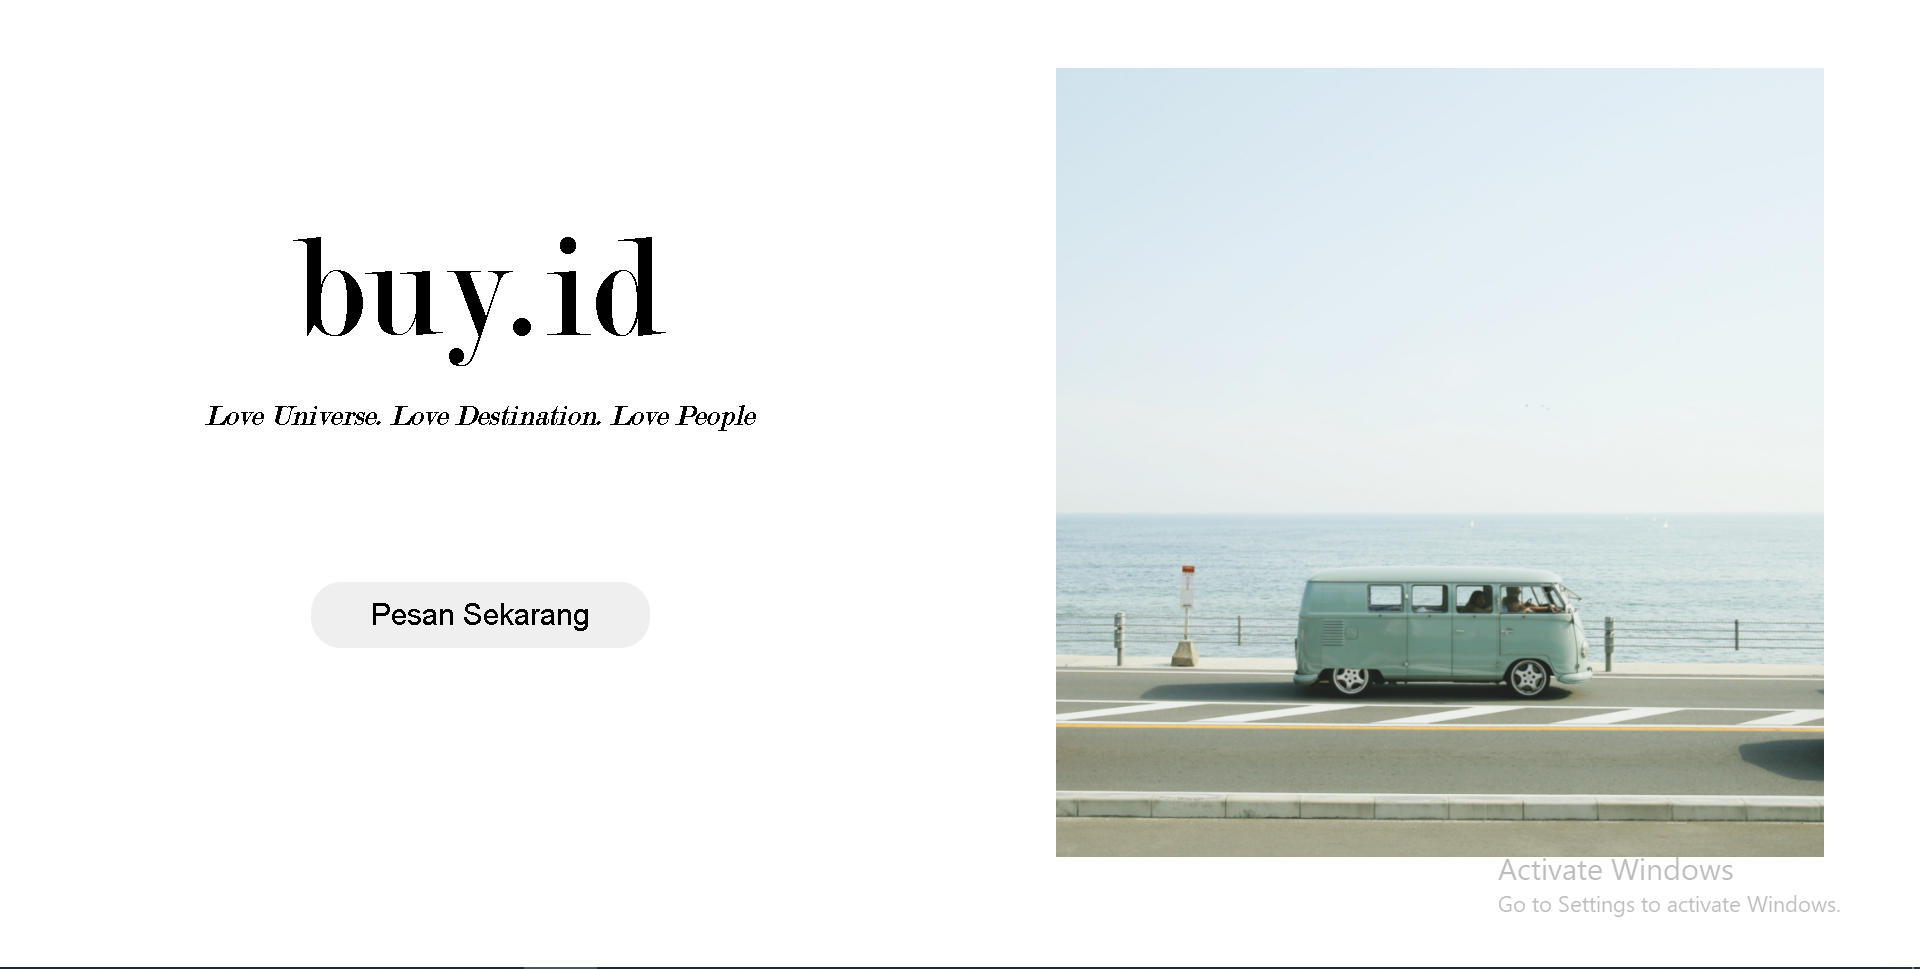 buy.id
Love Universe. Love Destination. Love People
Pesan Sekarang
Activate Windows
Go to Settings to activate Windows.